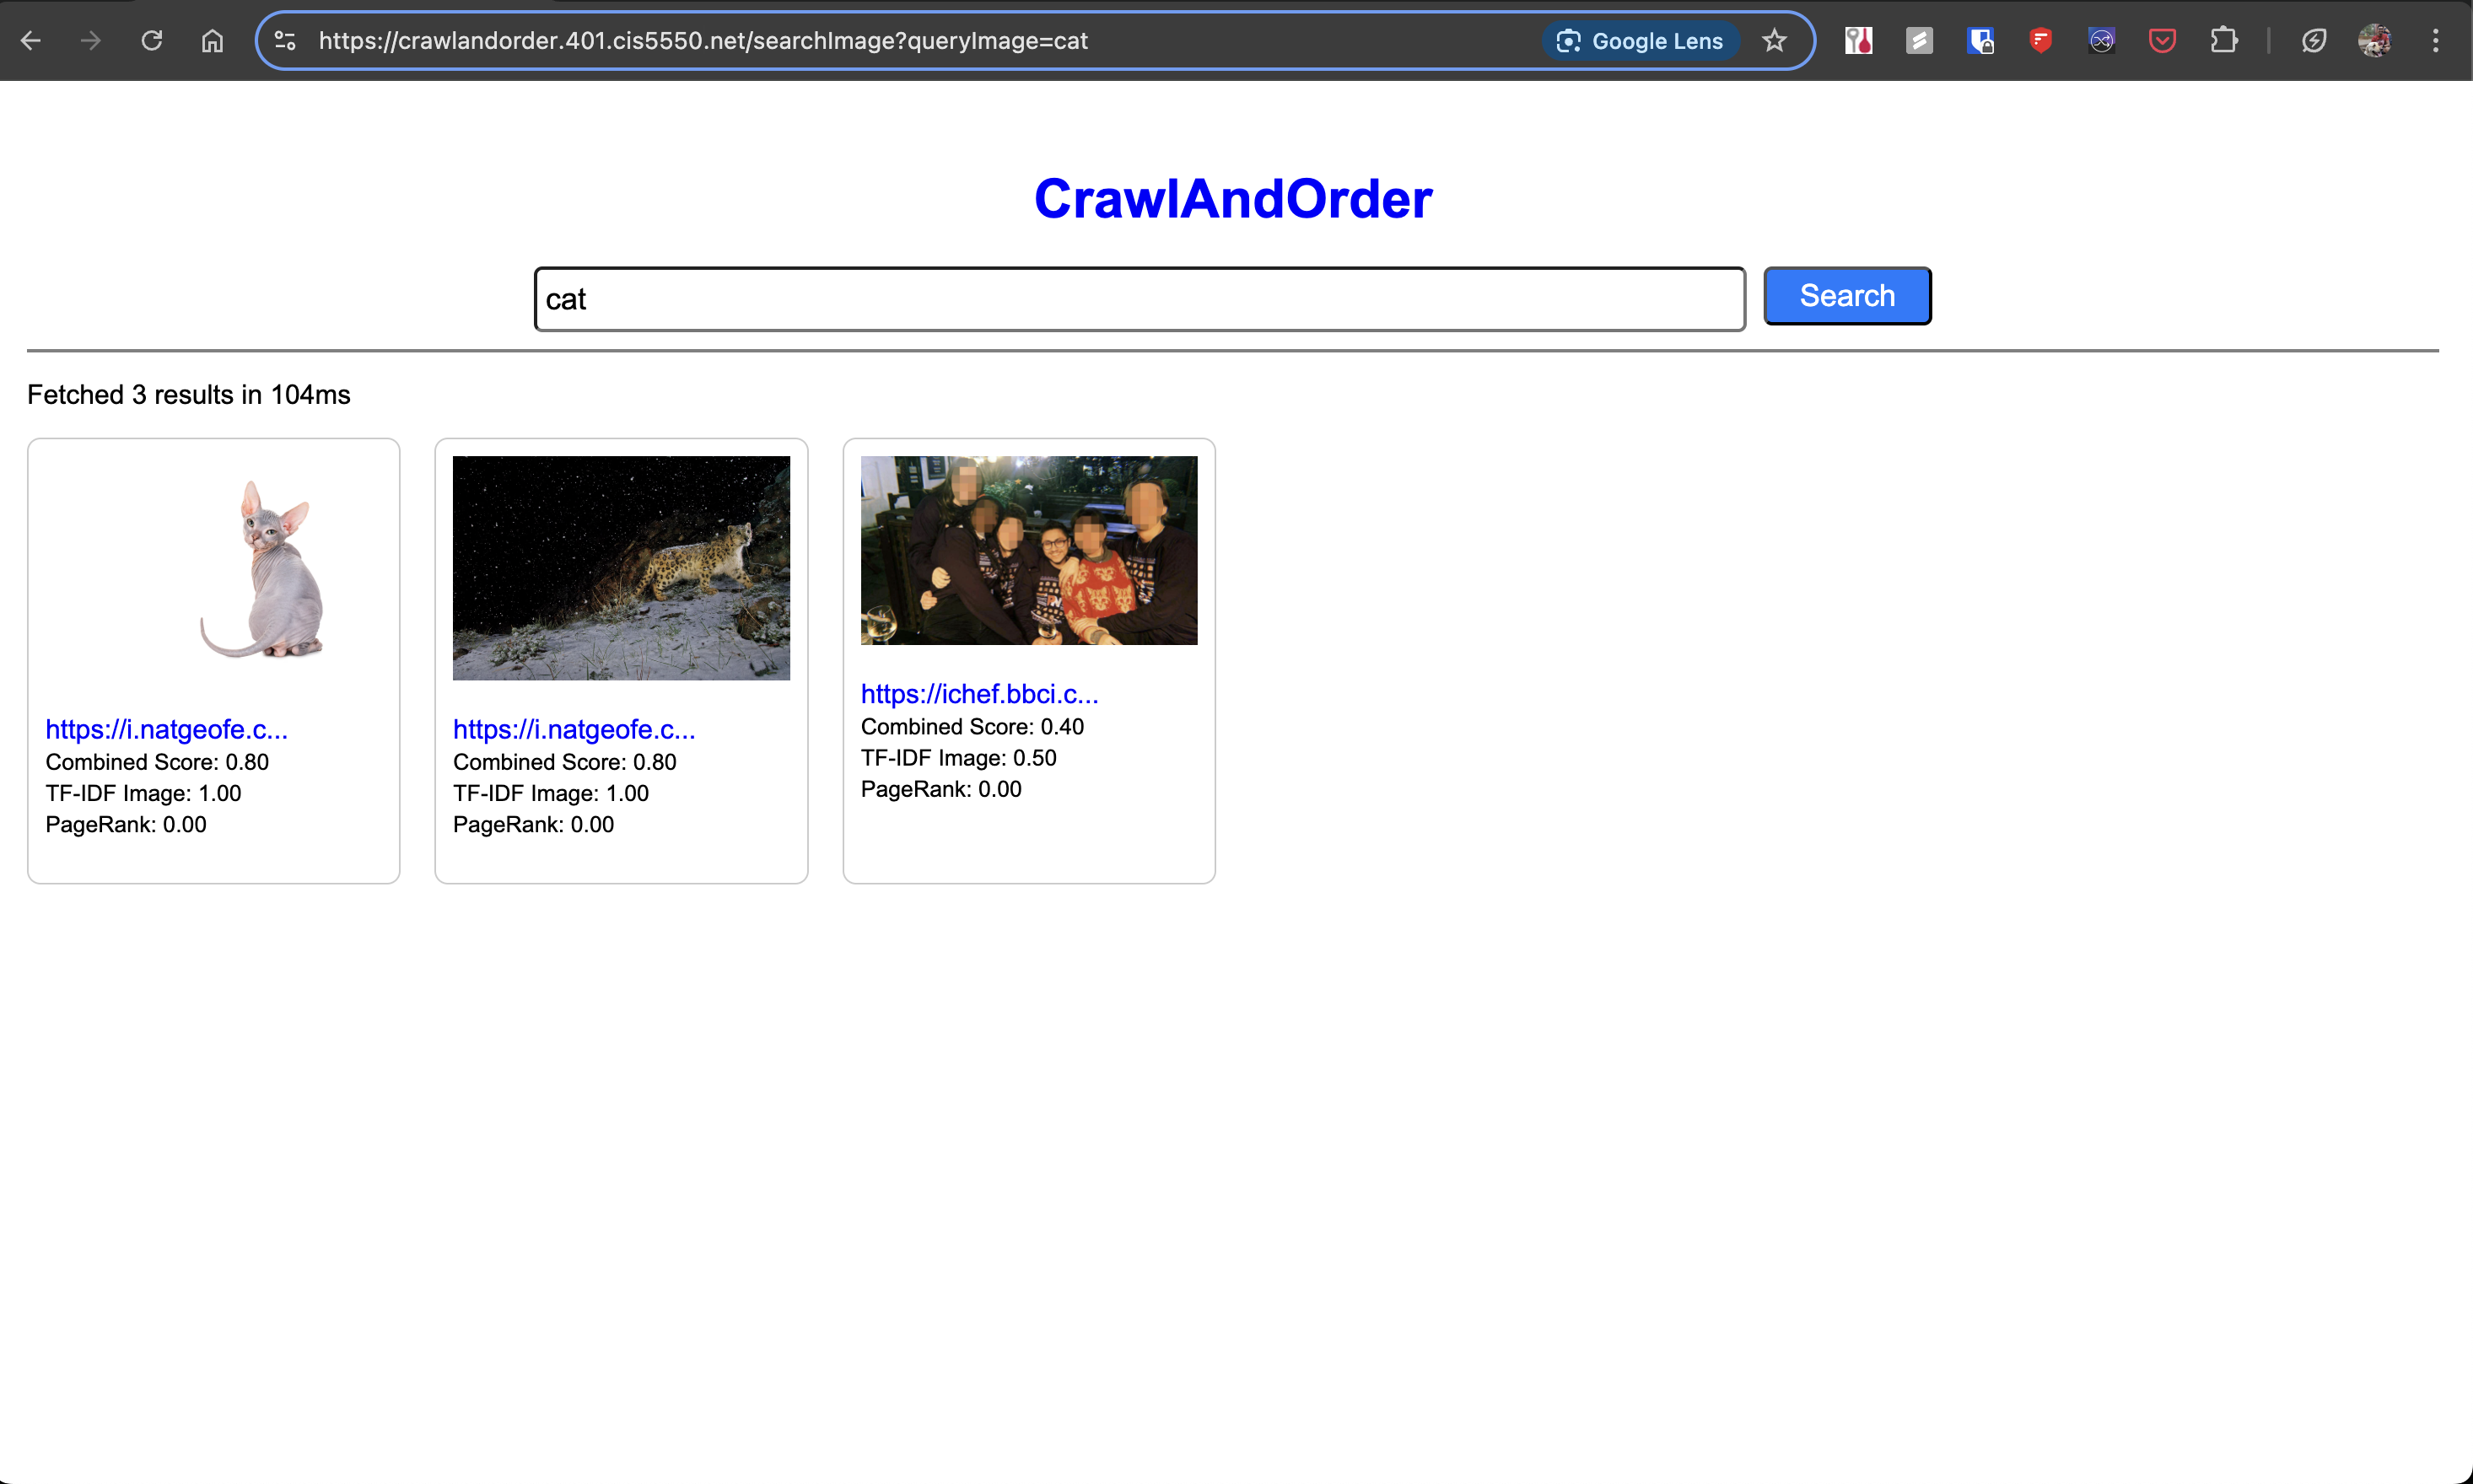 https://crawlandorder.401.cis5550.net/searchImage?queryImage=cat
Google Lens
CrawlAndOrder
cat
Search
Fetched 3 results in 104ms
https://i.natgeofe.c...
Combined Score: 0.80
TF-IDF Image: 1.00
PageRank: 0.00
https://i.natgeofe.c...
Combined Score: 0.80
TF-IDF Image: 1.00
PageRank: 0.00
https://ichef.bbci.c...
Combined Score: 0.40
TF-IDF Image: 0.50
PageRank: 0.00